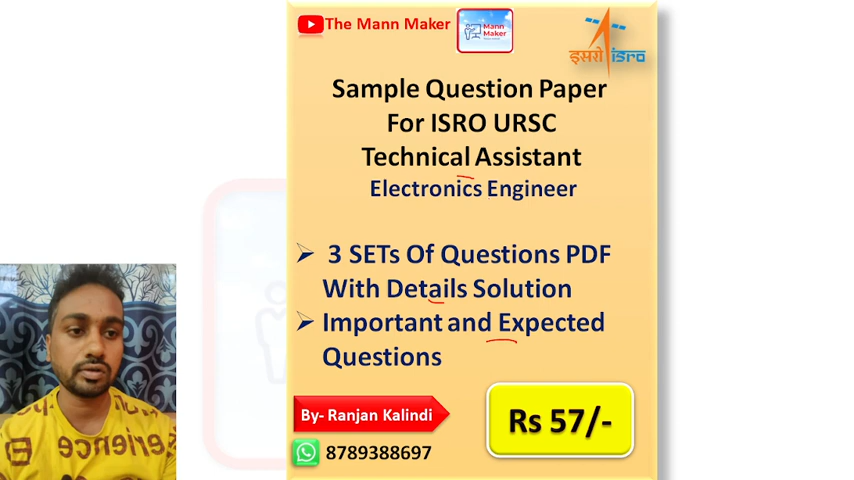 The Mann Maker
Mann
Maker
इसरो isro
Sample Question Paper
For ISRO URSC
Technical Assistant
Electronics Engineer
➢ 3 SETs Of Questions PDF
With Details Solution
➢ Important and Expected
Questions
By- Ranjan Kalindi
Rs 57/-
8789388697